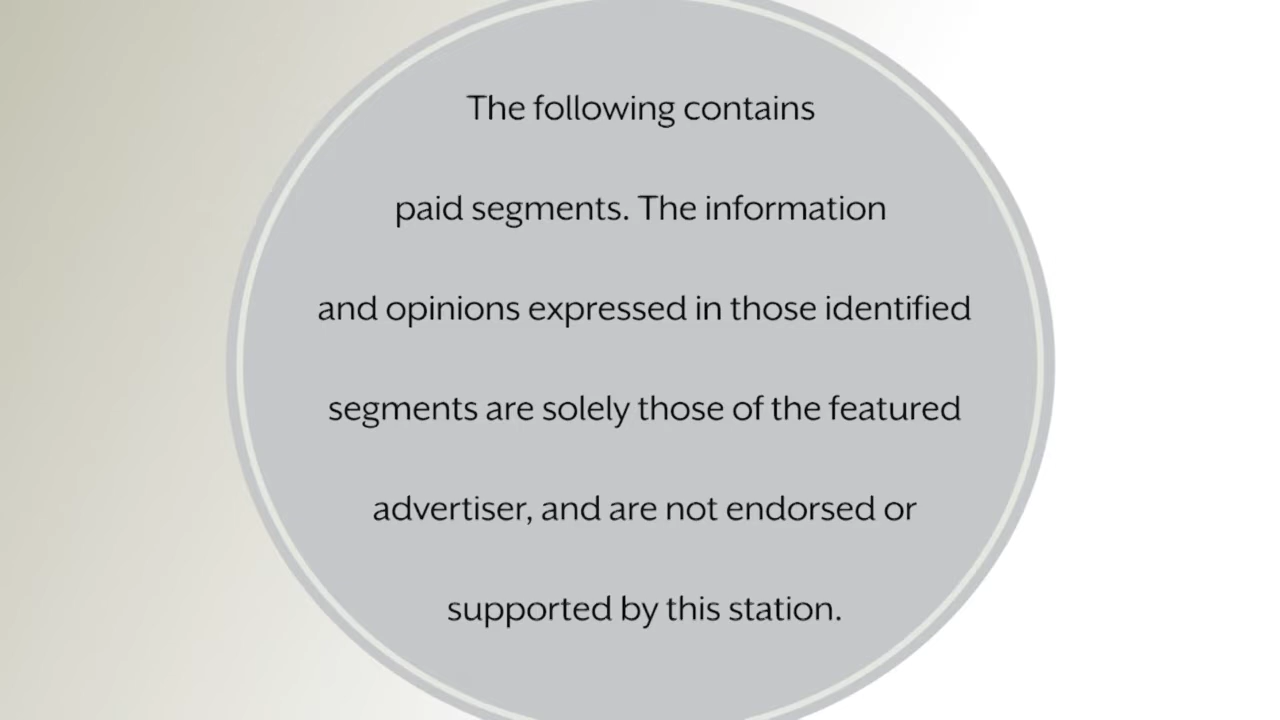 The following contains
paid segments. The information
and opinions expressed in those identified
segments are solely those of the featured
advertiser, and are not endorsed or
supported by this station.